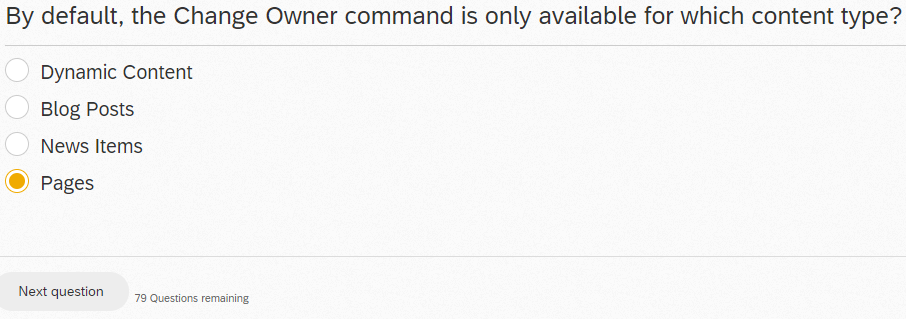 By default, the Change Owner command is only available for which content type?
Dynamic Content
Blog Posts
News Items
Pages
Next question
79 Questions remaining